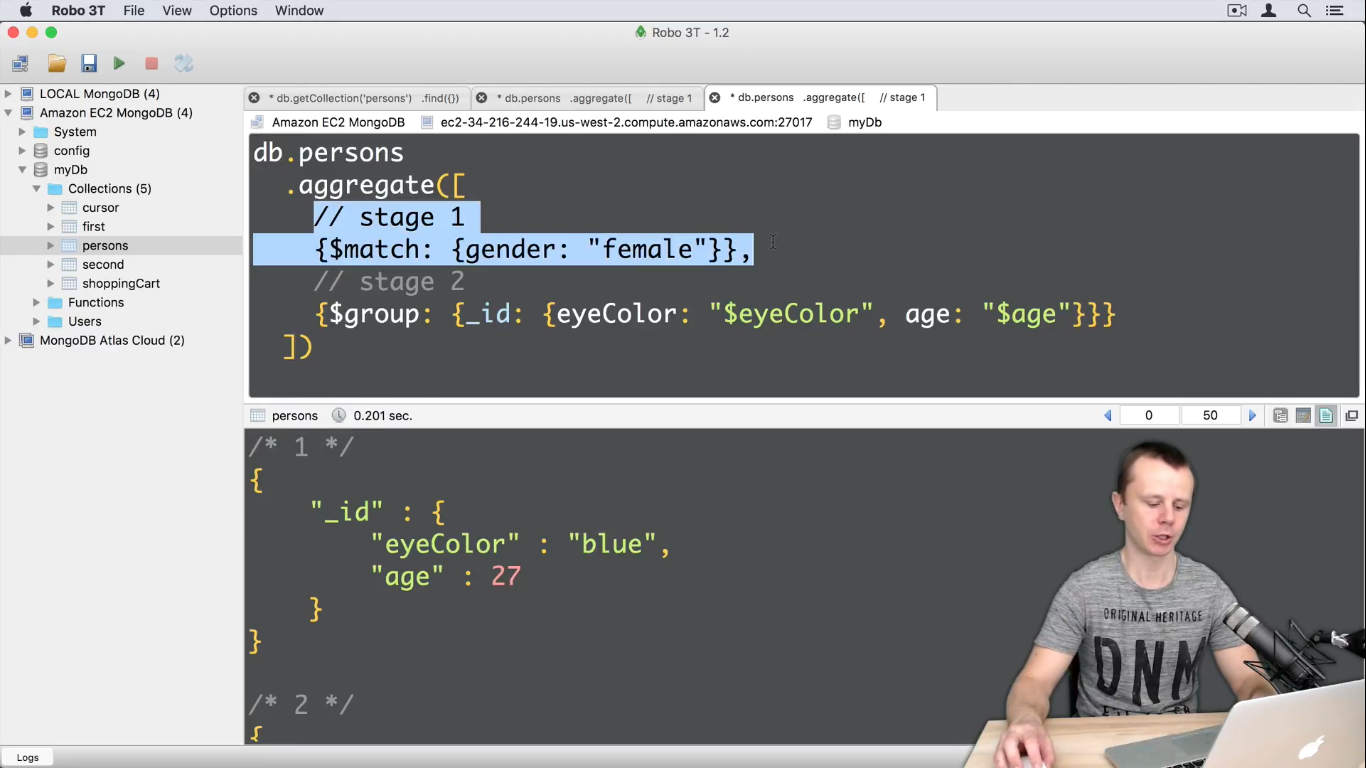 Robo 3T File View Options Window
Robo 3T - 1.2
LOCAL MongoDB (4)
Amazon EC2 MongoDB (4)
System
config
myDb
Collections (5)
cursor
first
persons
second
shoppingCart
Functions
Users
MongoDB Atlas Cloud (2)
* db.getCollection('persons') .find({}) * db.persons .aggregate([ // stage 1 * db.persons .aggregate([ // stage 1
Amazon EC2 MongoDB ec2-34-216-244-19.us-west-2.compute.amazonaws.com:27017 myDb
db.persons
.aggregate([
// stage 1
{$match: {gender: "female"}},
// stage 2
{$group: {_id: {eyeColor: "$eyeColor", age: "$age"}}}
])
persons 0.201 sec. 0 50
/* 1 */
{
"_id" : {
"eyeColor" : "blue",
"age" : 27
}
}
/* 2 */
{
ORIGINAL HERITAGE
DNM
Logs